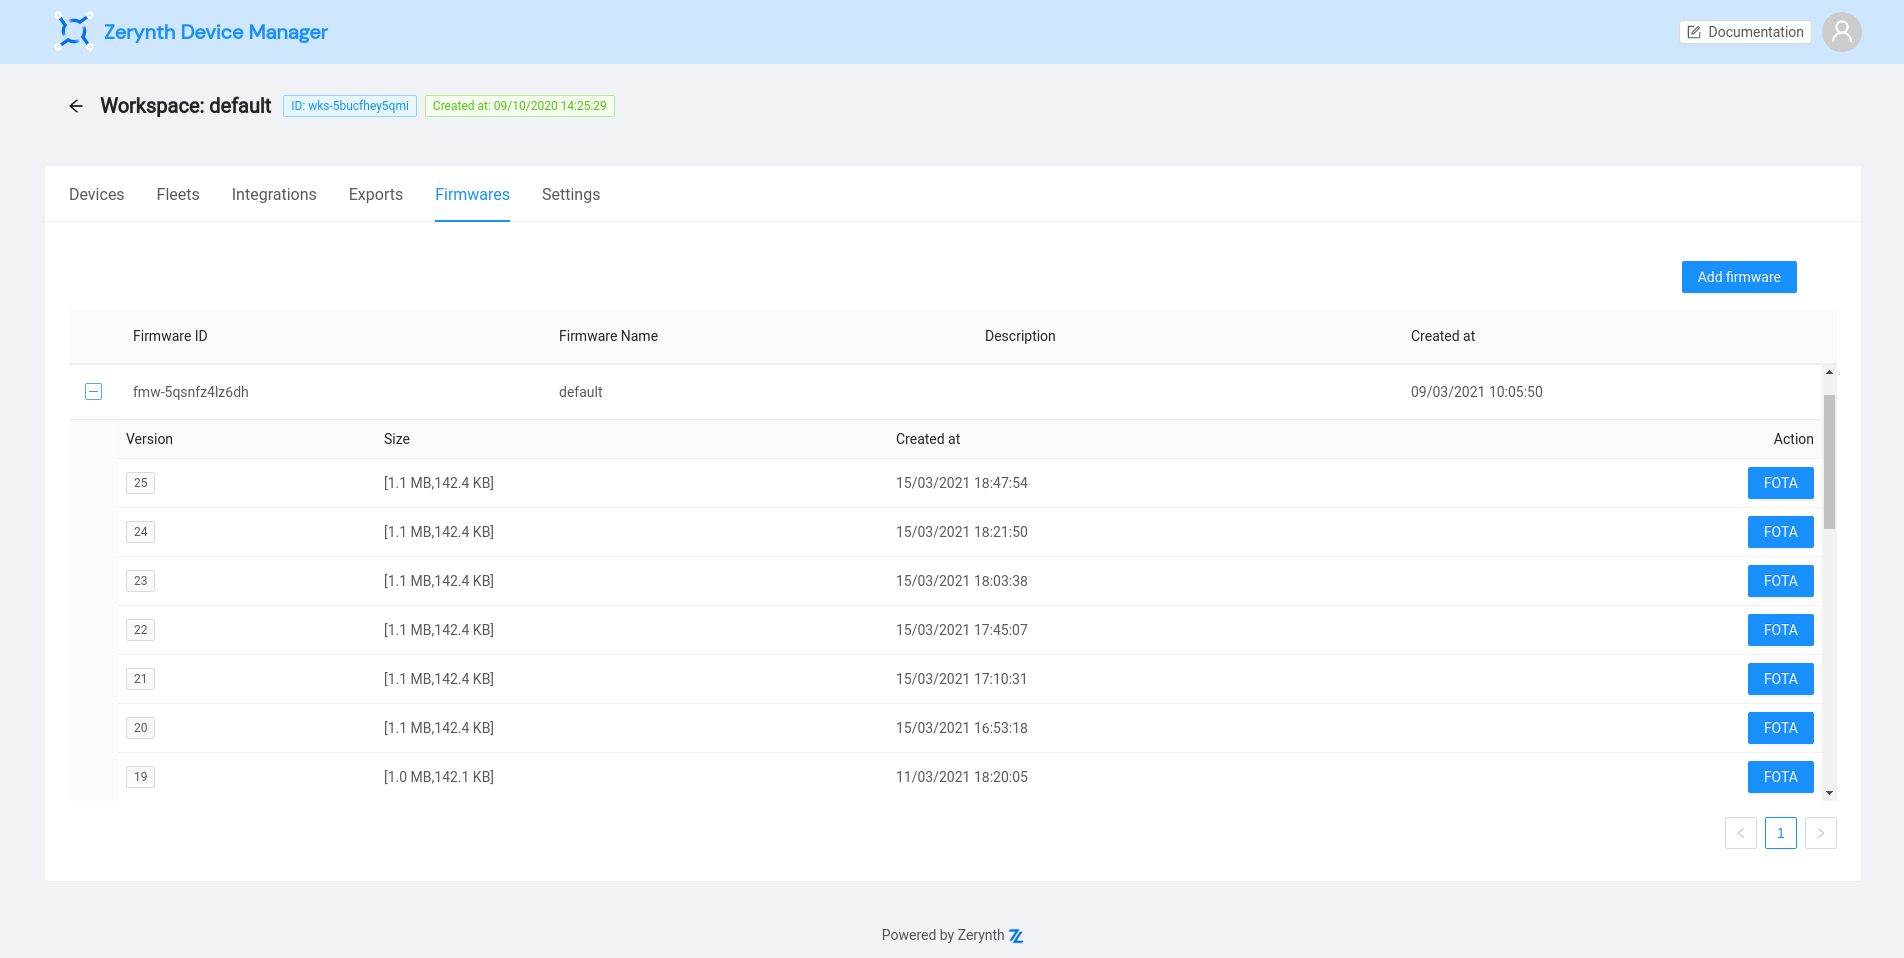 Zerynth Device Manager
Documentation
Workspace: default ID: wks-5bucfhey5qmi Created at: 09/10/2020 14:25:29
Devices Fleets Integrations Exports Firmwares Settings
Add firmware
Firmware ID Firmware Name Description Created at
fmw-5qsnfz4lz6dh default 09/03/2021 10:05:50
Version Size Created at Action
25 [1.1 MB,142.4 KB] 15/03/2021 18:47:54 FOTA
24 [1.1 MB,142.4 KB] 15/03/2021 18:21:50 FOTA
23 [1.1 MB,142.4 KB] 15/03/2021 18:03:38 FOTA
22 [1.1 MB,142.4 KB] 15/03/2021 17:45:07 FOTA
21 [1.1 MB,142.4 KB] 15/03/2021 17:10:31 FOTA
20 [1.1 MB,142.4 KB] 15/03/2021 16:53:18 FOTA
19 [1.0 MB,142.1 KB] 11/03/2021 18:20:05 FOTA
1
Powered by Zerynth